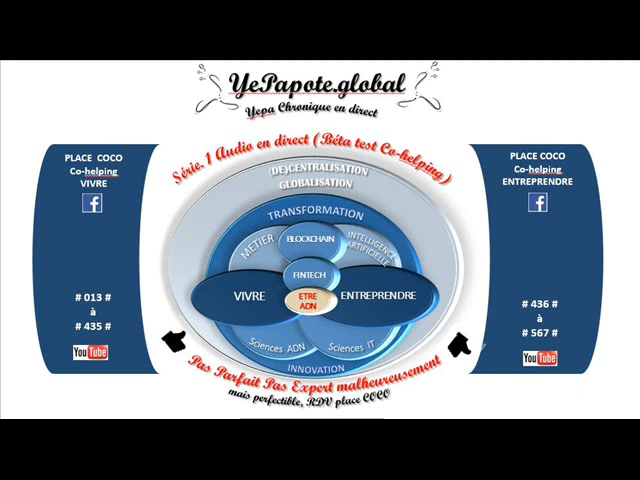 YePapote.global
Yepa Chronique en direct
Série, 1 Audio en direct (Béta test Co-helping)
PLACE COCO
Co-helping
VIVRE
# 013 #
à
# 435 #
YouTube
(DE)CENTRALISATION
GLOBALISATION
TRANSFORMATION
METIER
BLOCKCHAIN
INTELLIGENCE
ARTIFICIELLE
FINTECH
VIVRE
ETRE
ADN
ENTREPRENDRE
Sciences ADN
Sciences IT
INNOVATION
PLACE COCO
Co-helping
ENTREPRENDRE
# 436 #
à
# 567 #
YouTube
Pas Parfait Pas Expert malheureusement
mais perfectible, RDV place COCO